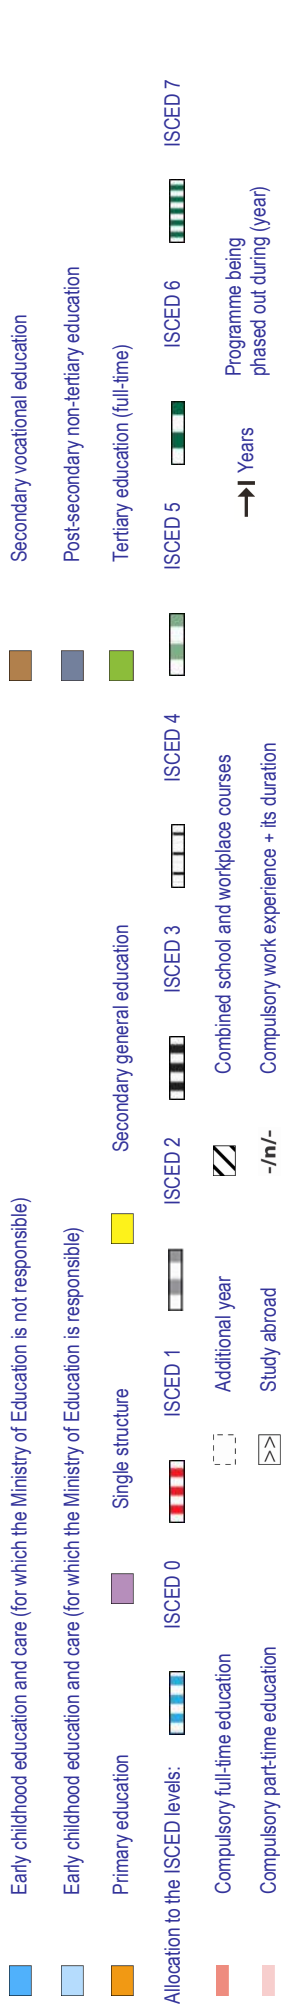 Early childhood education and care (for which the Ministry of Education is not responsible)
Secondary vocational education
Early childhood education and care (for which the Ministry of Education is responsible)
Post-secondary non-tertiary education
Primary education
Single structure
Secondary general education
Tertiary education (full-time)
Allocation to the ISCED levels:
ISCED 0
ISCED 1
ISCED 2
ISCED 3
ISCED 4
ISCED 5
ISCED 6
ISCED 7
Compulsory full-time education
Additional year
Combined school and workplace courses
Years
Programme being
phased out during (year)
Compulsory part-time education
>> Study abroad
-/n/- Compulsory work experience + its duration